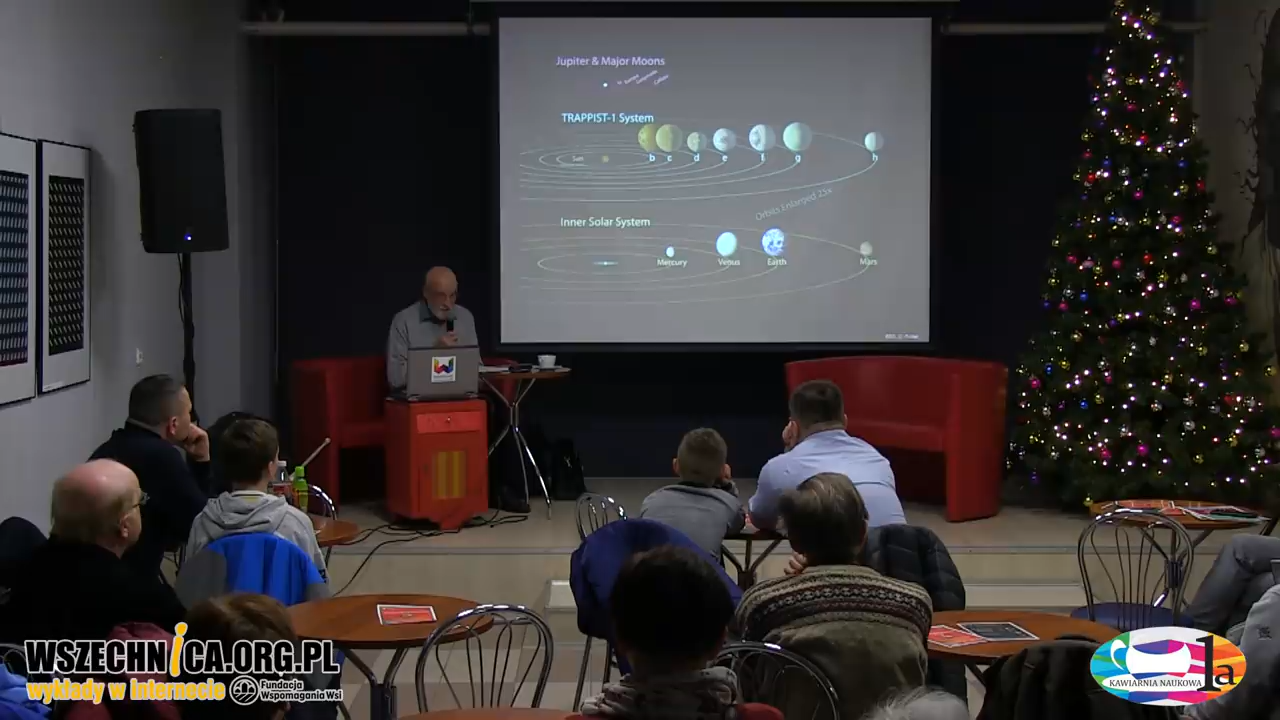 Jupiter & Major Moons
TRAPPIST-1 System
Sun
b c d e f g h
Orbits Enlarged 25x
Inner Solar System
Mercury Venus Earth Mars
WSZECHNICA.ORG.PL
wykłady w Internecie
Fundacja
Wspomagania Wsi
KAWIARNIA NAUKOWA 1a